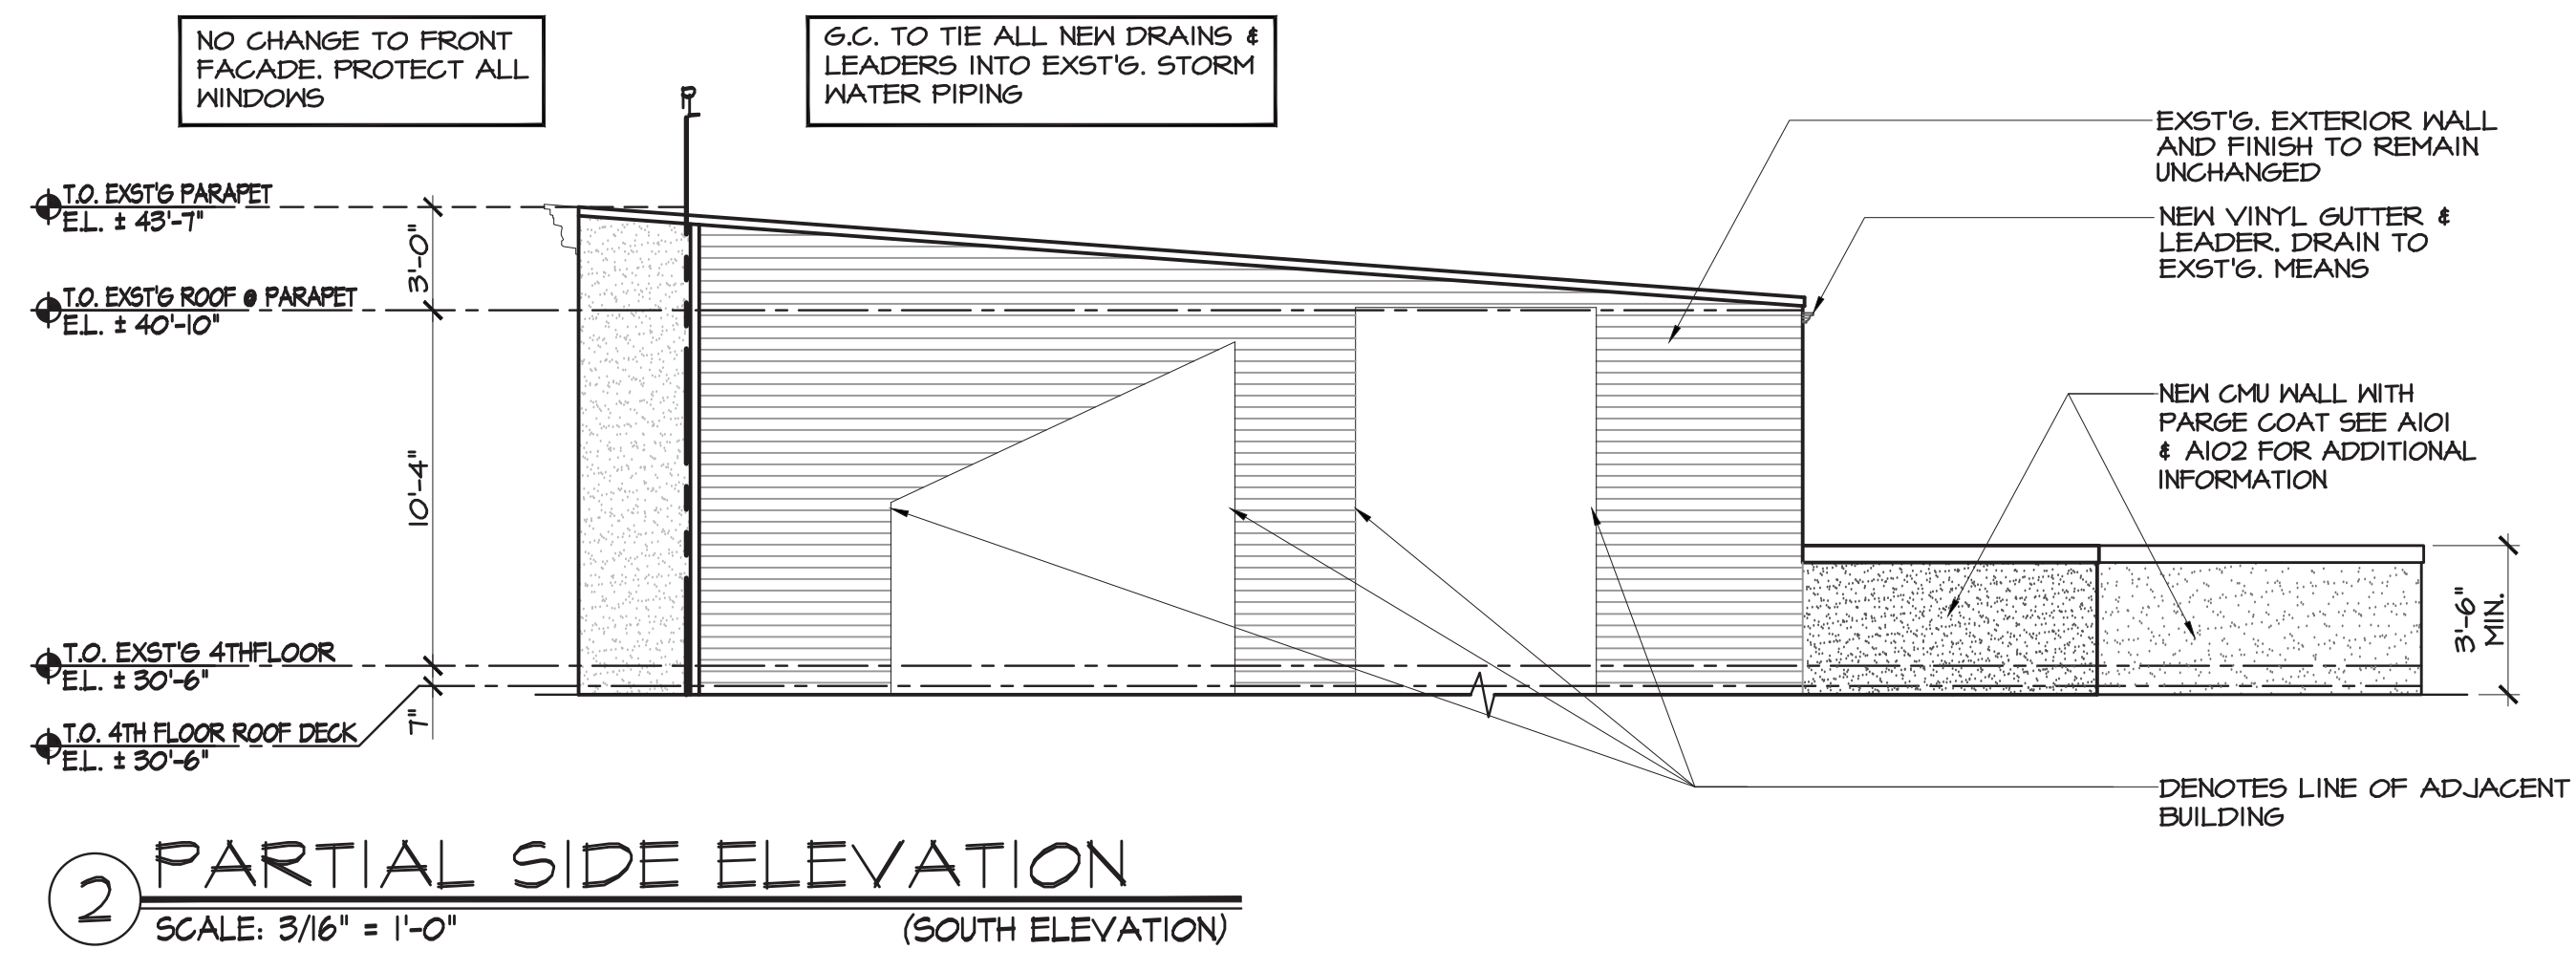 NO CHANGE TO FRONT
FACADE. PROTECT ALL
WINDOWS
G.C. TO TIE ALL NEW DRAINS &
LEADERS INTO EXST'G. STORM
WATER PIPING
PL
EXST'G. EXTERIOR WALL
AND FINISH TO REMAIN
UNCHANGED
NEW VINYL GUTTER &
LEADER. DRAIN TO
EXST'G. MEANS
T.O. EXST'G PARAPET
E.L. ± 43'-7"
3'-0"
T.O. EXST'G ROOF @ PARAPET
E.L. ± 40'-10"
10'-4"
NEW CMU WALL WITH
PARGE COAT SEE A101
& A102 FOR ADDITIONAL
INFORMATION
3'-6"
MIN.
T.O. EXST'G 4THFLOOR
E.L. ± 30'-6"
7"
T.O. 4TH FLOOR ROOF DECK
E.L. ± 30'-6"
DENOTES LINE OF ADJACENT
BUILDING
2
PARTIAL SIDE ELEVATION
SCALE: 3/16" = 1'-0"
(SOUTH ELEVATION)